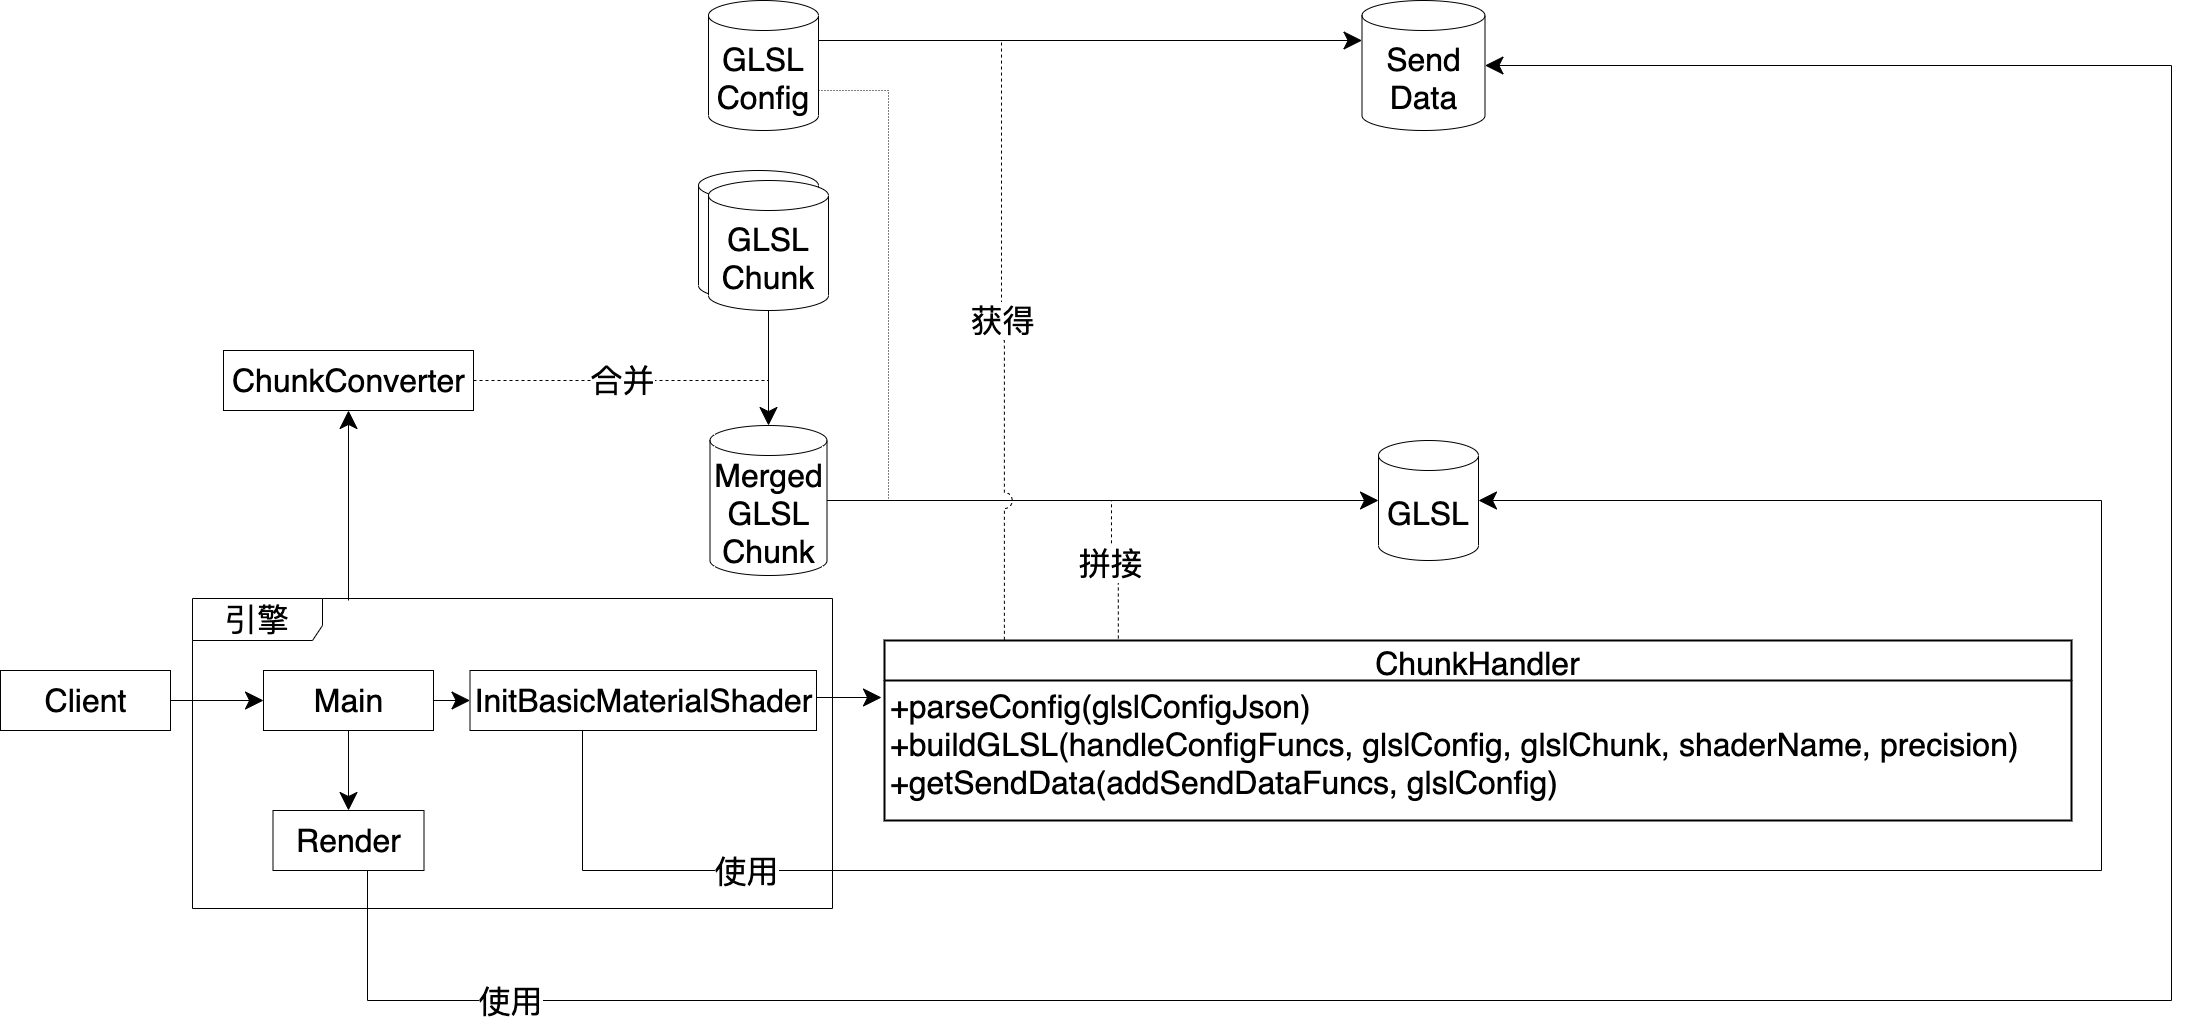 GLSL
Config
Send
Data
GLSL
Chunk
获得
ChunkConverter
合并
Merged
GLSL
Chunk
GLSL
拼接
引擎
Client
Main
InitBasicMaterialShader
ChunkHandler
+parseConfig(glslConfigJson)
+buildGLSL(handleConfigFuncs, glslConfig, glslChunk, shaderName, precision)
+getSendData(addSendDataFuncs, glslConfig)
Render
使用
使用